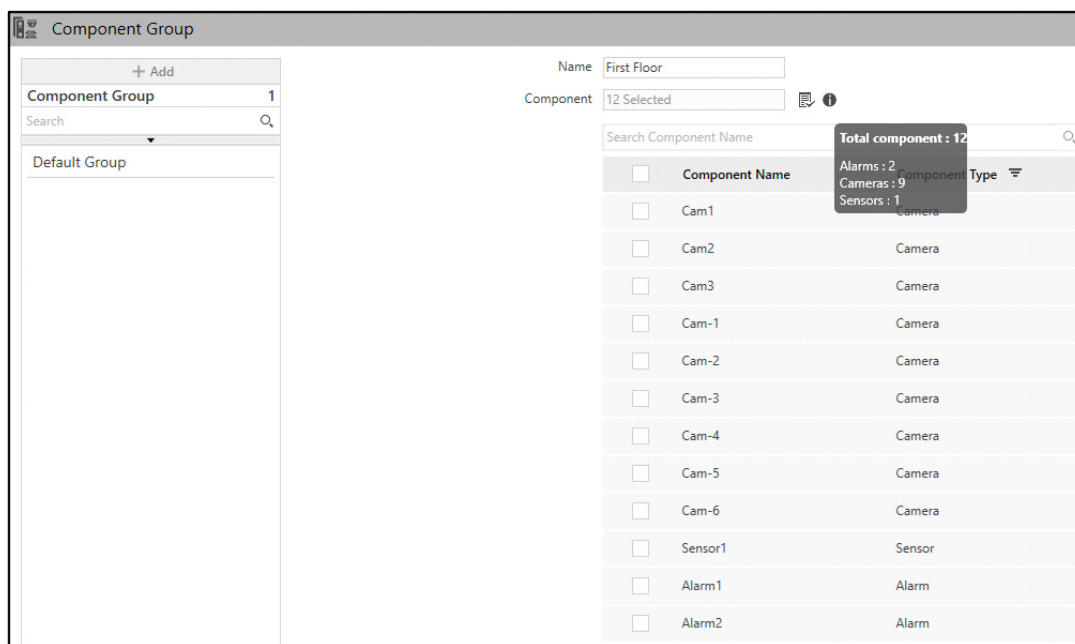 Component Group
+ Add
Component Group 1
Search
Default Group
Name First Floor
Component 12 Selected
Search Component Name
Total component : 12
Alarms : 2
Cameras : 9
Sensors : 1
Component Name Component Type
Cam1 Camera
Cam2 Camera
Cam3 Camera
Cam-1 Camera
Cam-2 Camera
Cam-3 Camera
Cam-4 Camera
Cam-5 Camera
Cam-6 Camera
Sensor1 Sensor
Alarm1 Alarm
Alarm2 Alarm